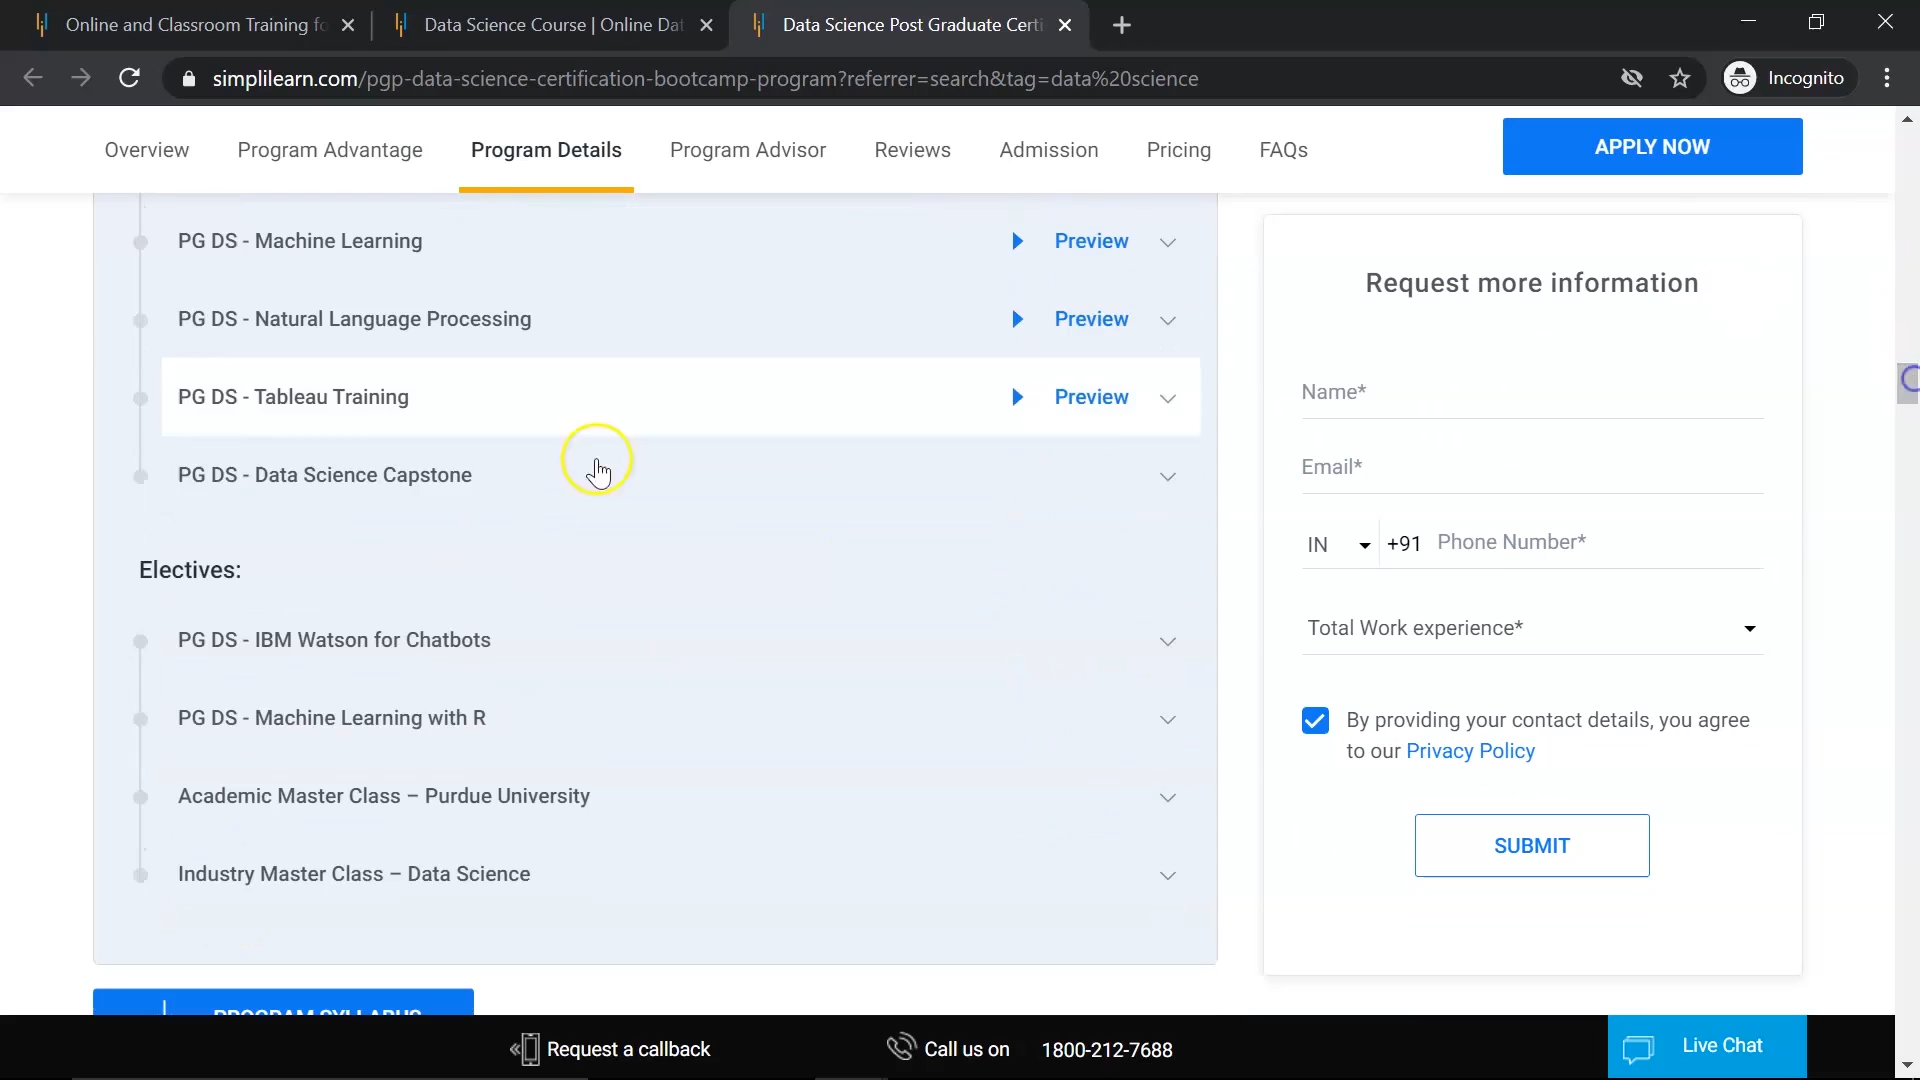 Online and Classroom Training fo
Data Science Course | Online Dat
Data Science Post Graduate Certi
simplilearn.com/pgp-data-science-certification-bootcamp-program?referrer=search&tag=data%20science
Incognito
Overview Program Advantage Program Details Program Advisor Reviews Admission Pricing FAQs
APPLY NOW
PG DS - Machine Learning Preview
PG DS - Natural Language Processing Preview
PG DS - Tableau Training Preview
PG DS - Data Science Capstone
Electives:
PG DS - IBM Watson for Chatbots
PG DS - Machine Learning with R
Academic Master Class – Purdue University
Industry Master Class – Data Science
PROGRAM SYLLABUS
Request more information
Name*
Email*
IN +91 Phone Number*
Total Work experience*
By providing your contact details, you agree
to our Privacy Policy
SUBMIT
Request a callback
Call us on 1800-212-7688
Live Chat